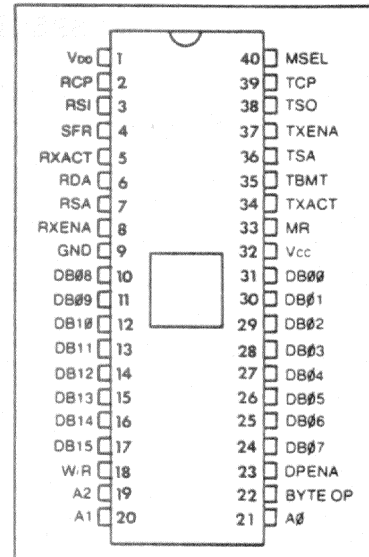 VDD 1 40 MSEL
RCP 2 39 TCP
RSI 3 38 TSO
SFR 4 37 TXENA
RXACT 5 36 TSA
RDA 6 35 TBMT
RSA 7 34 TXACT
RXENA 8 33 MR
GND 9 32 Vcc
DB08 10 31 DB00
DB09 11 30 DB01
DB10 12 29 DB02
DB11 13 28 DB03
DB12 14 27 DB04
DB13 15 26 DB05
DB14 16 25 DB06
DB15 17 24 DB07
W/R 18 23 DPENA
A2 19 22 BYTE OP
A1 20 21 A0